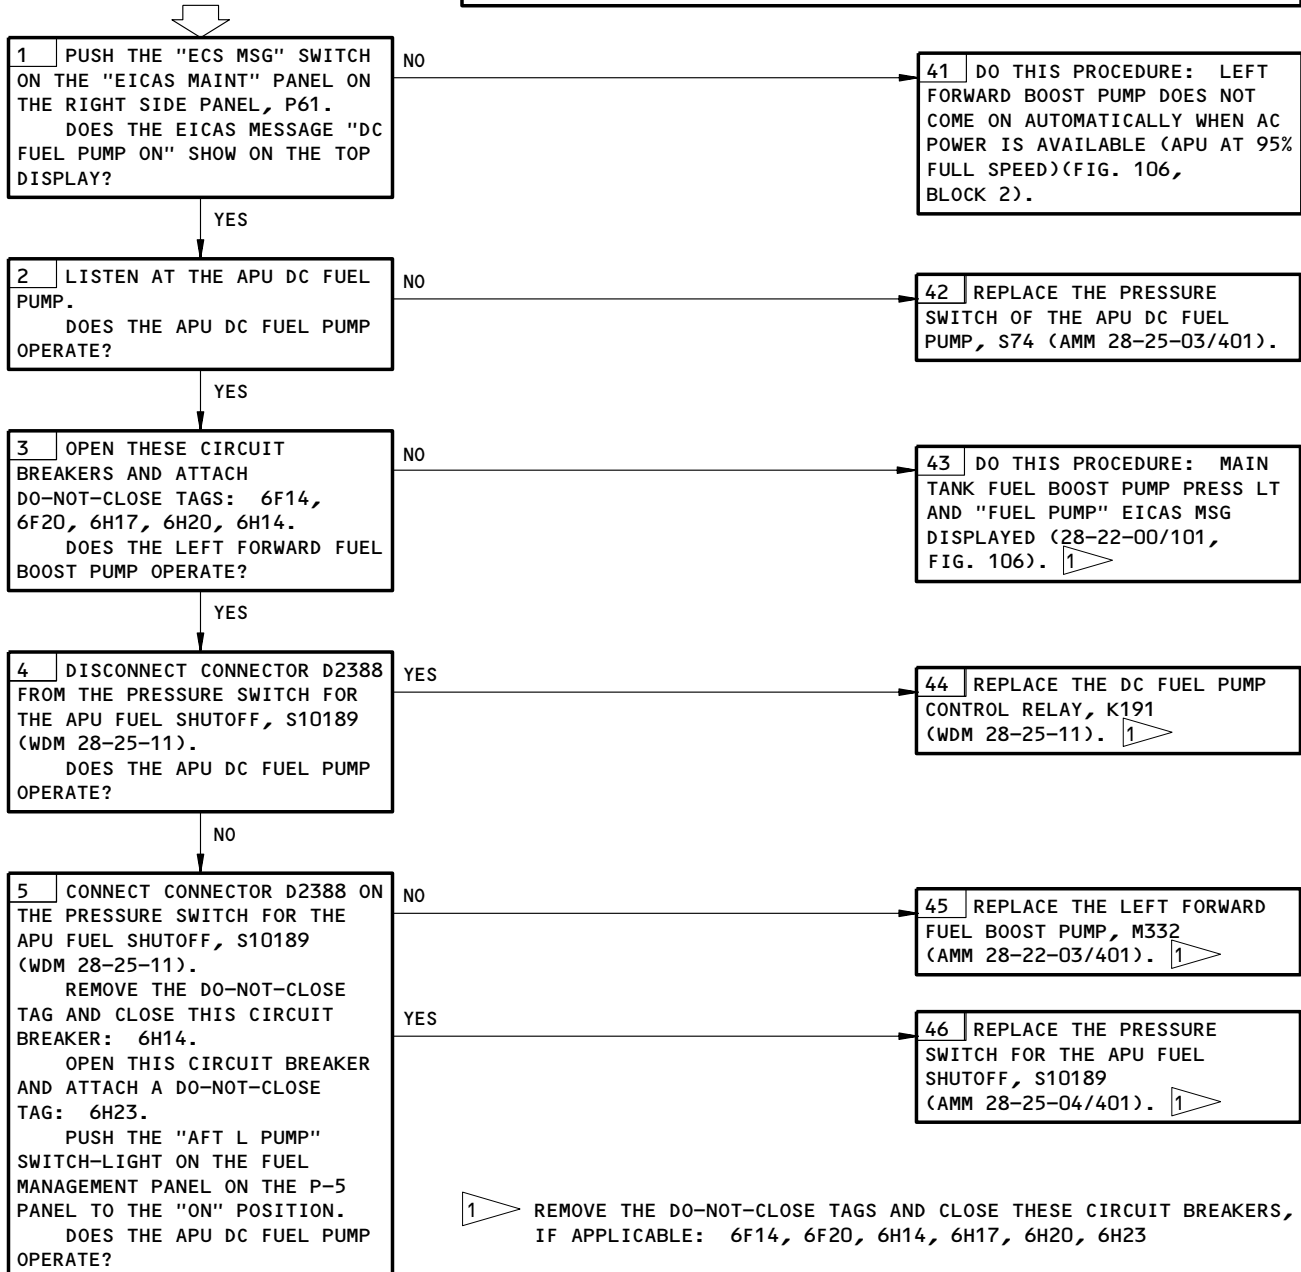 1 PUSH THE "ECS MSG" SWITCH
ON THE "EICAS MAINT" PANEL ON
THE RIGHT SIDE PANEL, P61.
DOES THE EICAS MESSAGE "DC
FUEL PUMP ON" SHOW ON THE TOP
DISPLAY?
NO
41 DO THIS PROCEDURE: LEFT
FORWARD BOOST PUMP DOES NOT
COME ON AUTOMATICALLY WHEN AC
POWER IS AVAILABLE (APU AT 95%
FULL SPEED)(FIG. 106,
BLOCK 2).
YES
2 LISTEN AT THE APU DC FUEL
PUMP.
DOES THE APU DC FUEL PUMP
OPERATE?
NO
42 REPLACE THE PRESSURE
SWITCH OF THE APU DC FUEL
PUMP, S74 (AMM 28-25-03/401).
YES
3 OPEN THESE CIRCUIT
BREAKERS AND ATTACH
DO-NOT-CLOSE TAGS: 6F14,
6F20, 6H17, 6H20, 6H14.
DOES THE LEFT FORWARD FUEL
BOOST PUMP OPERATE?
NO
43 DO THIS PROCEDURE: MAIN
TANK FUEL BOOST PUMP PRESS LT
AND "FUEL PUMP" EICAS MSG
DISPLAYED (28-22-00/101,
FIG. 106). 1
YES
4 DISCONNECT CONNECTOR D2388
FROM THE PRESSURE SWITCH FOR
THE APU FUEL SHUTOFF, S10189
(WDM 28-25-11).
DOES THE APU DC FUEL PUMP
OPERATE?
YES
44 REPLACE THE DC FUEL PUMP
CONTROL RELAY, K191
(WDM 28-25-11). 1
NO
5 CONNECT CONNECTOR D2388 ON
THE PRESSURE SWITCH FOR THE
APU FUEL SHUTOFF, S10189
(WDM 28-25-11).
REMOVE THE DO-NOT-CLOSE
TAG AND CLOSE THIS CIRCUIT
BREAKER: 6H14.
OPEN THIS CIRCUIT BREAKER
AND ATTACH A DO-NOT-CLOSE
TAG: 6H23.
PUSH THE "AFT L PUMP"
SWITCH-LIGHT ON THE FUEL
MANAGEMENT PANEL ON THE P-5
PANEL TO THE "ON" POSITION.
DOES THE APU DC FUEL PUMP
OPERATE?
NO
45 REPLACE THE LEFT FORWARD
FUEL BOOST PUMP, M332
(AMM 28-22-03/401). 1
YES
46 REPLACE THE PRESSURE
SWITCH FOR THE APU FUEL
SHUTOFF, S10189
(AMM 28-25-04/401). 1
1 REMOVE THE DO-NOT-CLOSE TAGS AND CLOSE THESE CIRCUIT BREAKERS,
IF APPLICABLE: 6F14, 6F20, 6H14, 6H17, 6H20, 6H23